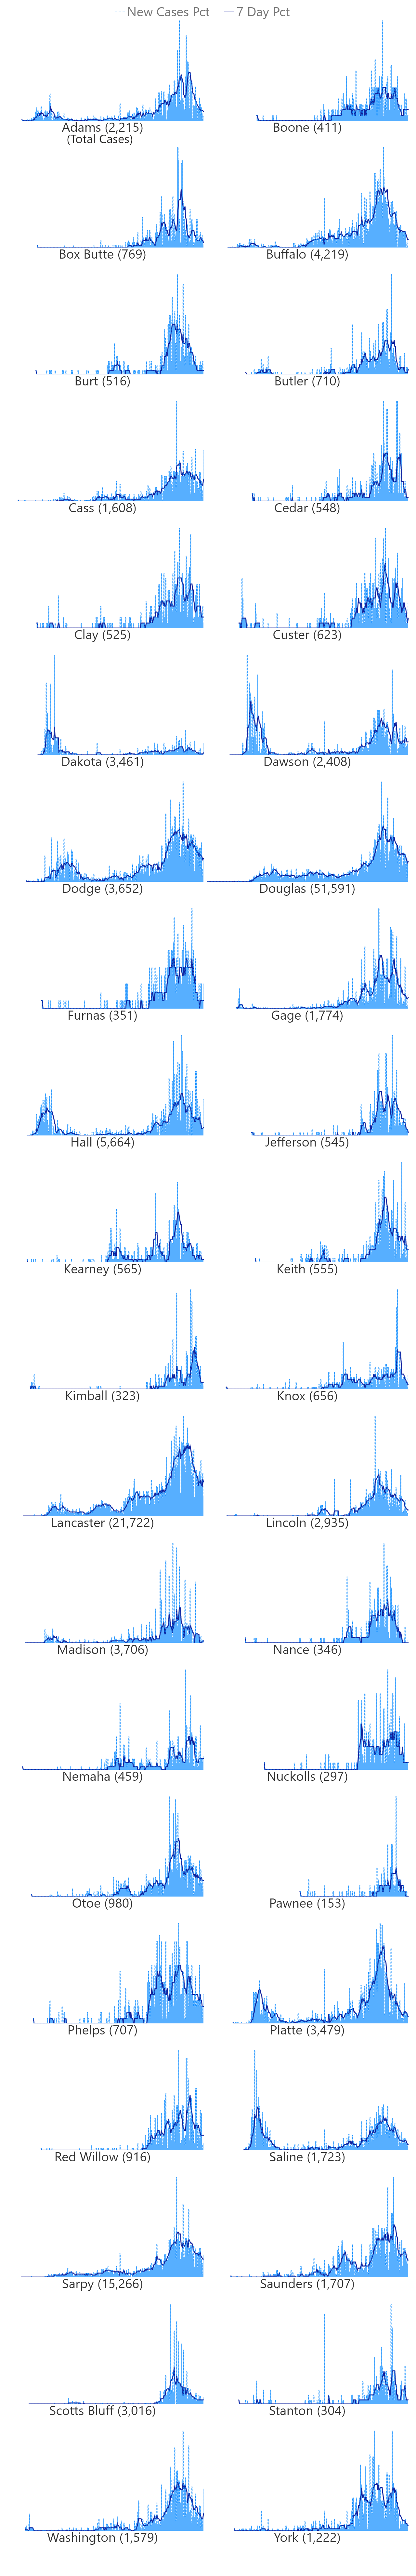 New Cases Pct 7 Day Pct
Adams (2,215) Boone (411)
(Total Cases)
Box Butte (769) Buffalo (4,219)
Burt (516) Butler (710)
Cass (1,608) Cedar (548)
Clay (525) Custer (623)
Dakota (3,461) Dawson (2,408)
Dodge (3,652) Douglas (51,591)
Furnas (351) Gage (1,774)
Hall (5,664) Jefferson (545)
Kearney (565) Keith (555)
Kimball (323) Knox (656)
Lancaster (21,722) Lincoln (2,935)
Madison (3,706) Nance (346)
Nemaha (459) Nuckolls (297)
Otoe (980) Pawnee (153)
Phelps (707) Platte (3,479)
Red Willow (916) Saline (1,723)
Sarpy (15,266) Saunders (1,707)
Scotts Bluff (3,016) Stanton (304)
Washington (1,579) York (1,222)